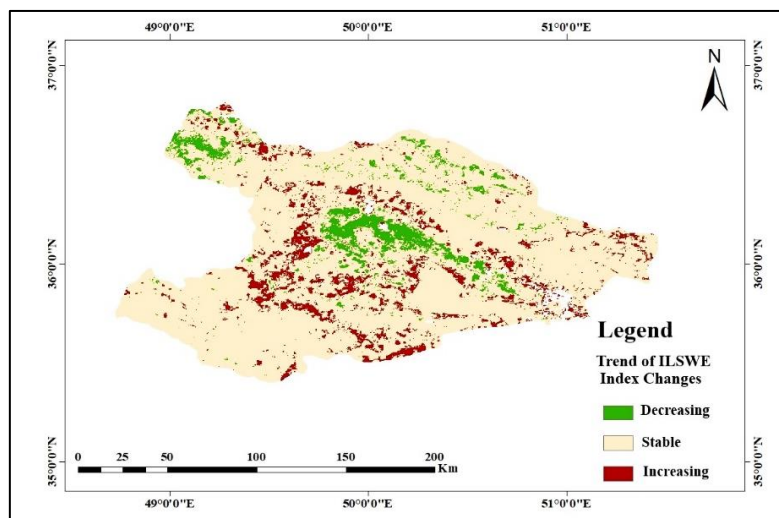 49°0'0"E 50°0'0"E 51°0'0"E
37°0'0"N 37°0'0"N
N
36°0'0"N 36°0'0"N
Legend
Trend of ILSWE
Index Changes
Decreasing
Stable
Increasing
0 25 50 100 150 200
Km
35°0'0"N 35°0'0"N
49°0'0"E 50°0'0"E 51°0'0"E